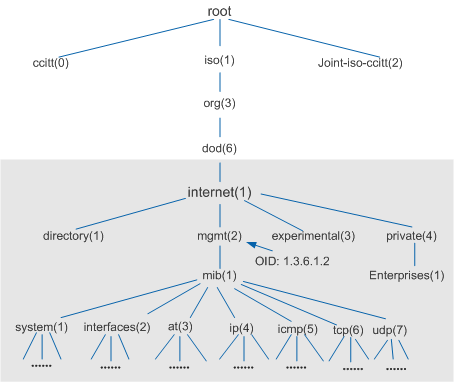 root
ccitt(0)
iso(1)
Joint-iso-ccitt(2)
org(3)
dod(6)
internet(1)
directory(1)
mgmt(2)
experimental(3)
private(4)
OID: 1.3.6.1.2
mib(1)
Enterprises(1)
system(1)
interfaces(2)
at(3)
ip(4)
icmp(5)
tcp(6)
udp(7)
......
......
......
......
......
......
......